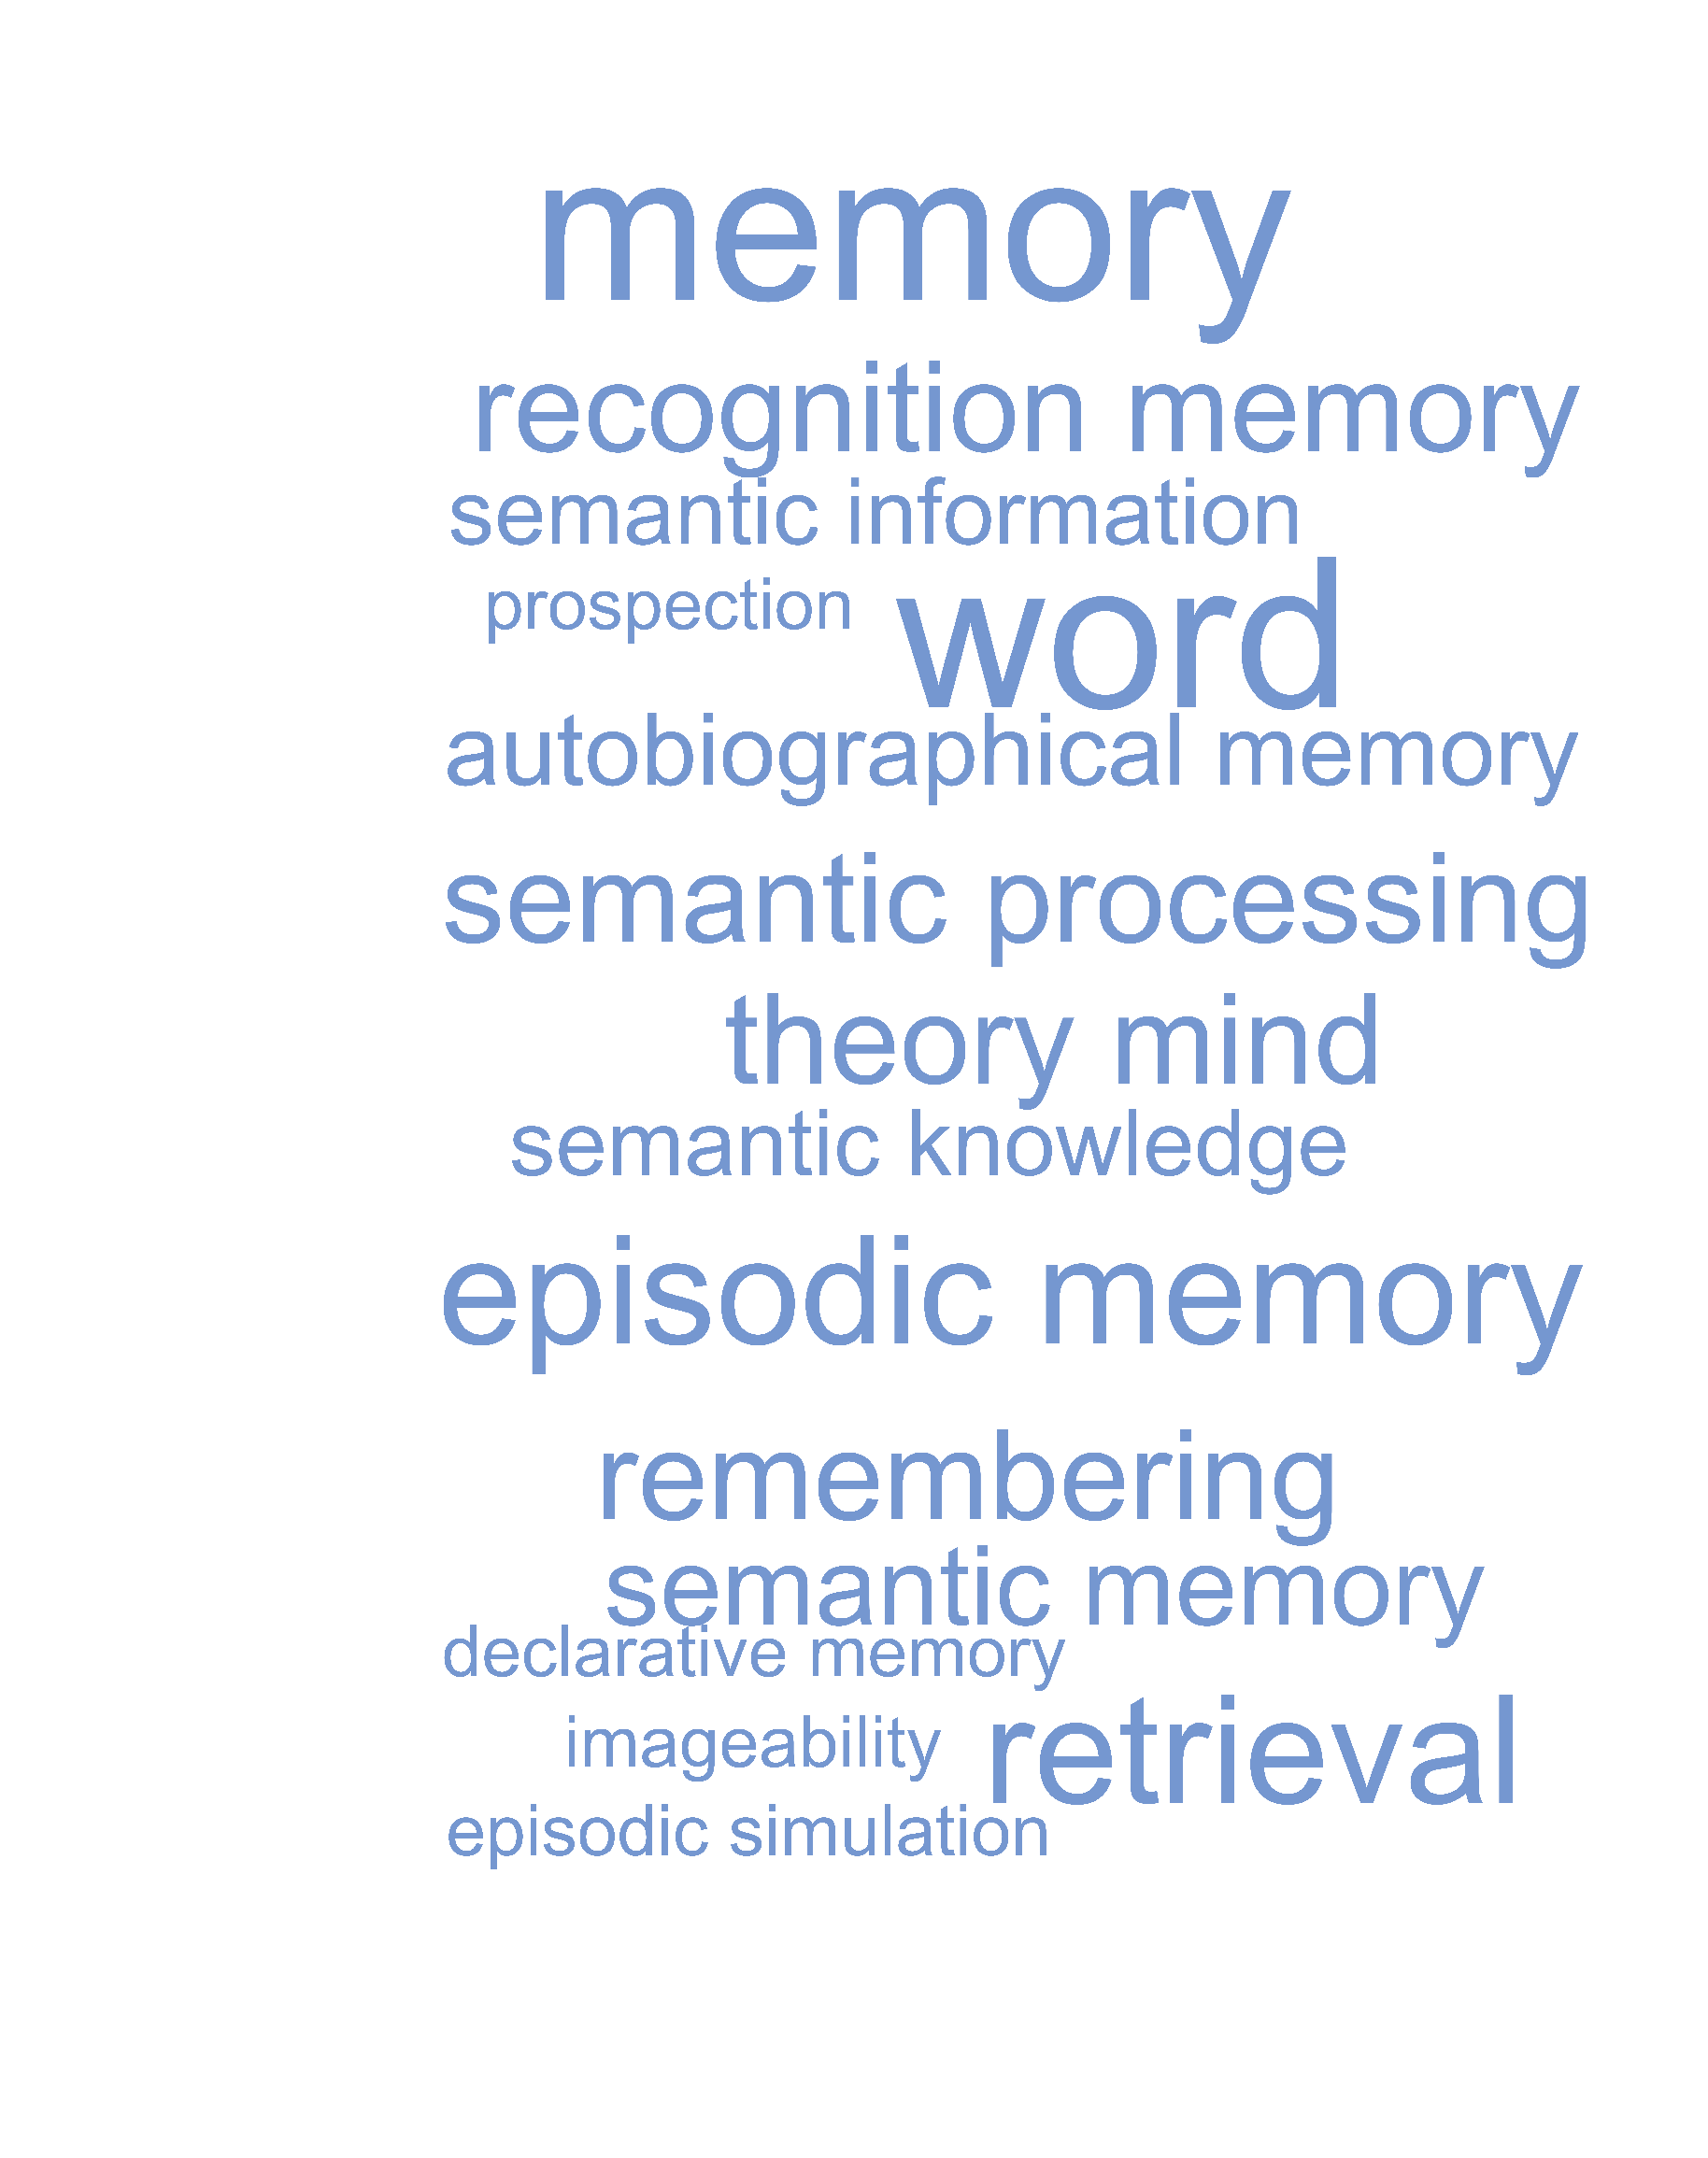 memory
recognition memory
semantic information
prospection word
autobiographical memory
semantic processing
theory mind
semantic knowledge
episodic memory
remembering
semantic memory
declarative memory
imageability retrieval
episodic simulation